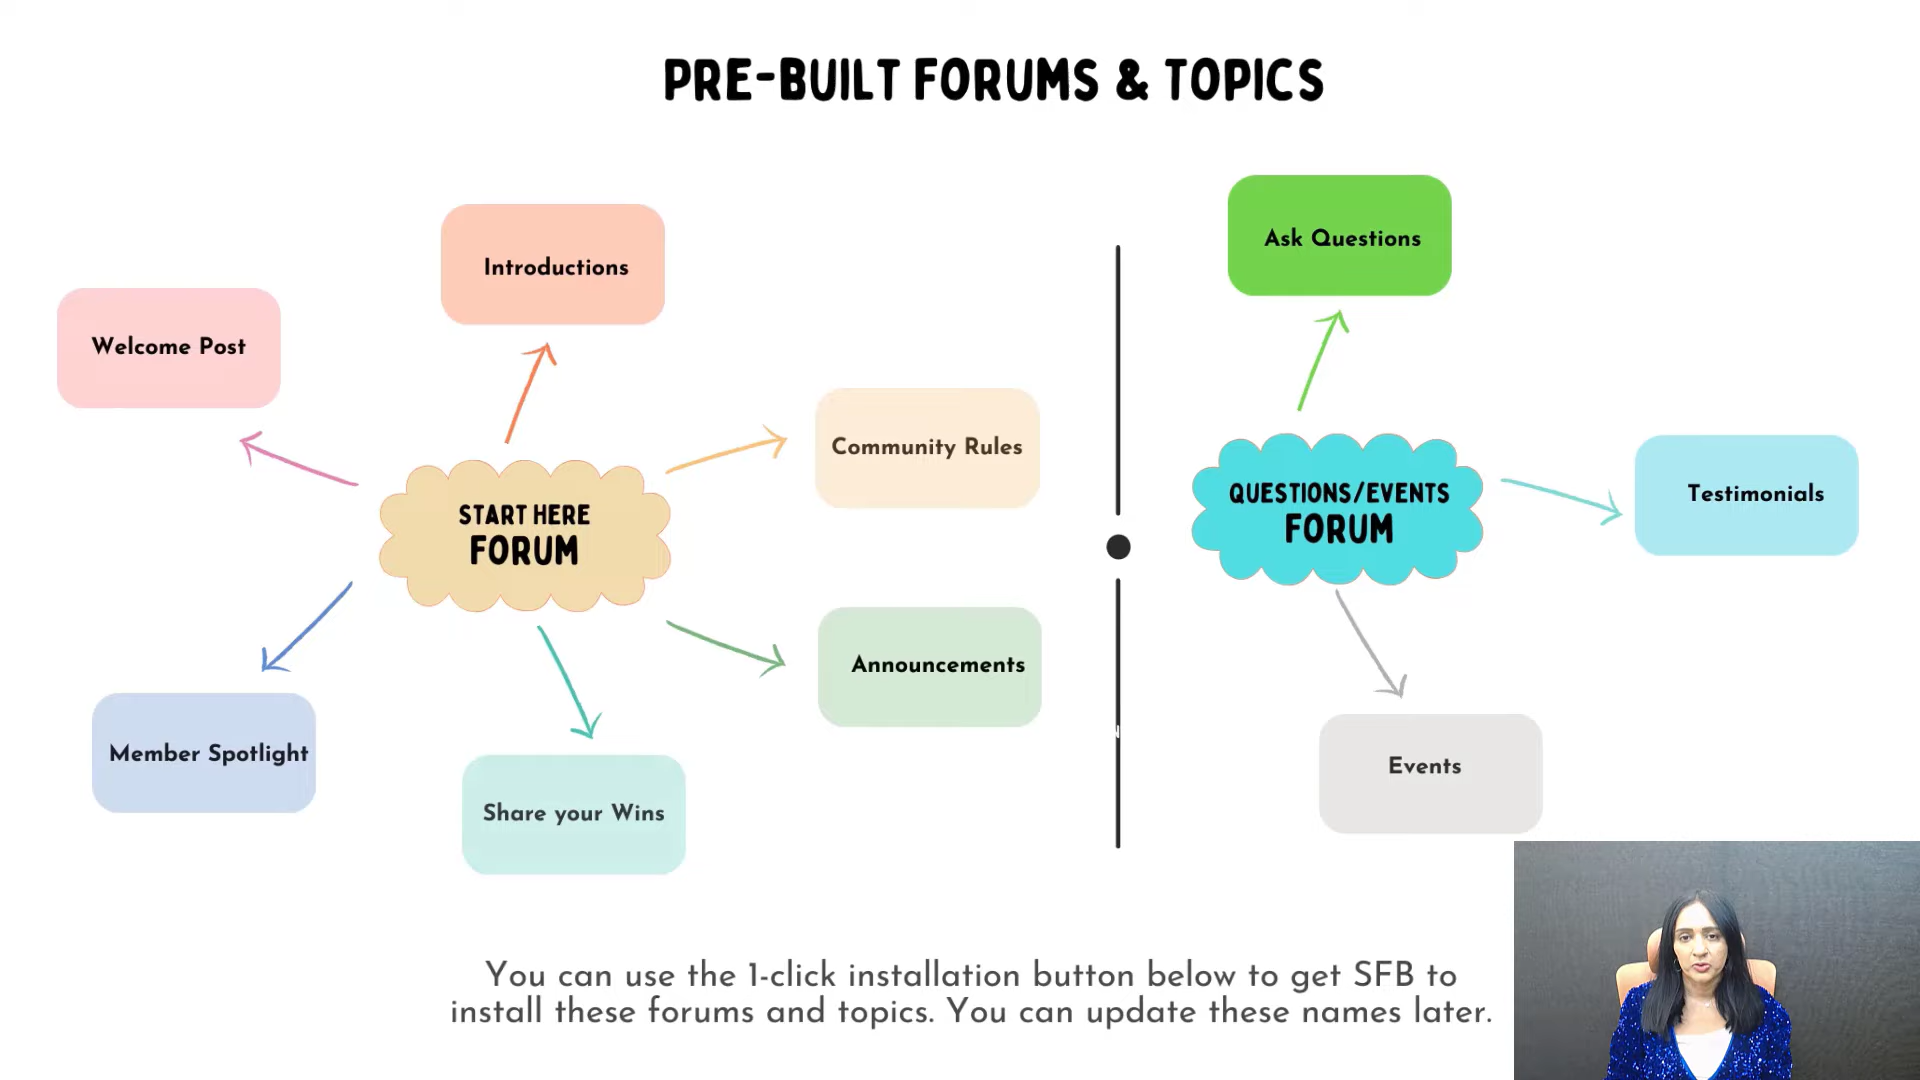 PRE-BUILT FORUMS & TOPICS
Introductions
Welcome Post
Community Rules
START HERE
FORUM
Announcements
Member Spotlight
Share your Wins
Ask Questions
QUESTIONS/EVENTS
FORUM
Testimonials
Events
You can use the 1-click installation button below to get SFB to
install these forums and topics. You can update these names later.